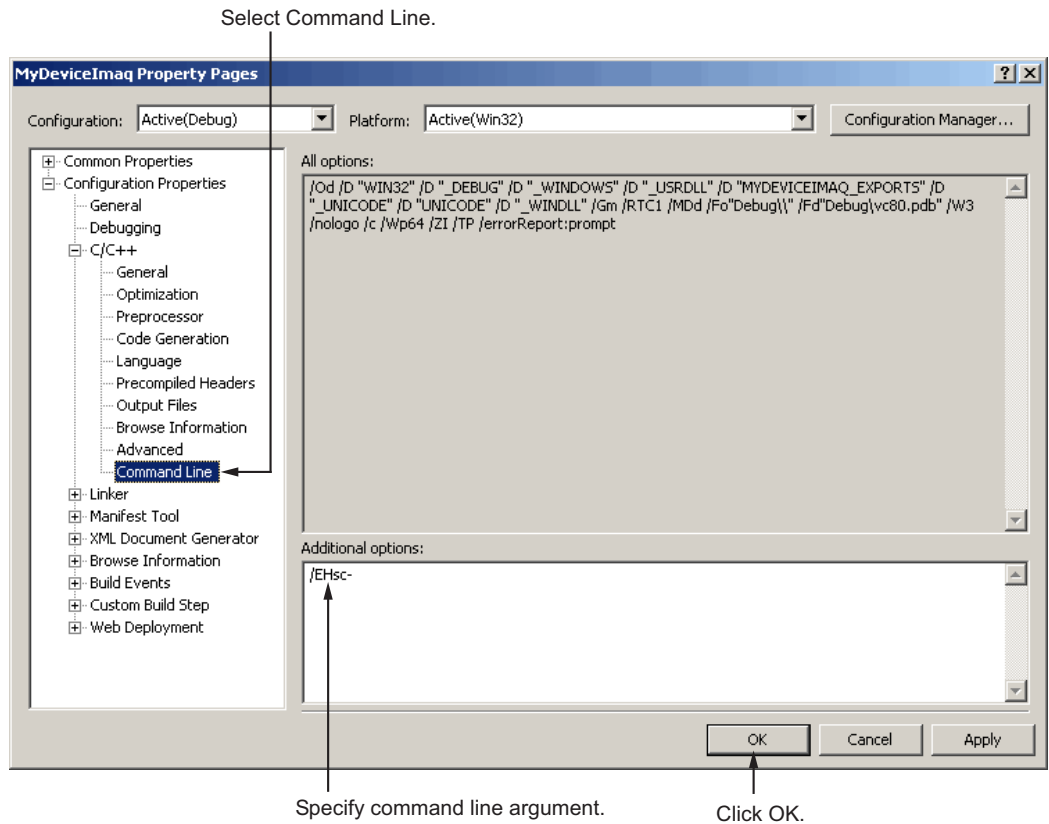 Select Command Line.
MyDeviceImaq Property Pages
Configuration: Active(Debug) Platform: Active(Win32) Configuration Manager...
Common Properties
Configuration Properties
General
Debugging
C/C++
General
Optimization
Preprocessor
Code Generation
Language
Precompiled Headers
Output Files
Browse Information
Advanced
Command Line
Linker
Manifest Tool
XML Document Generator
Browse Information
Build Events
Custom Build Step
Web Deployment
All options:
/Od /D "WIN32" /D "_DEBUG" /D "_WINDOWS" /D "_USRDLL" /D "MYDEVICEIMAQ_EXPORTS" /D
"_UNICODE" /D "UNICODE" /D "_WINDLL" /Gm /RTC1 /MDd /Fo"Debug\\" /Fd"Debug\vc80.pdb" /W3
/nologo /c /Wp64 /ZI /TP /errorReport:prompt
Additional options:
/EHsc-
OK Cancel Apply
Specify command line argument.
Click OK.